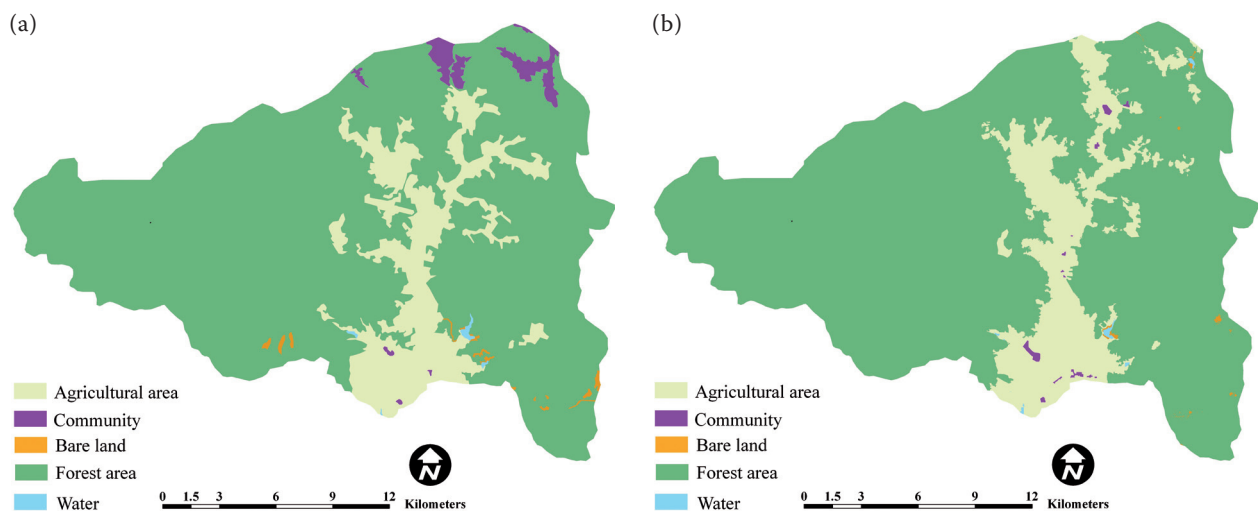 (a)
Agricultural area
Community
Bare land
Forest area
Water
N
0 1.5 3 6 9 12
Kilometers
(b)
Agricultural area
Community
Bare land
Forest area
Water
N
0 1.5 3 6 9 12
Kilometers